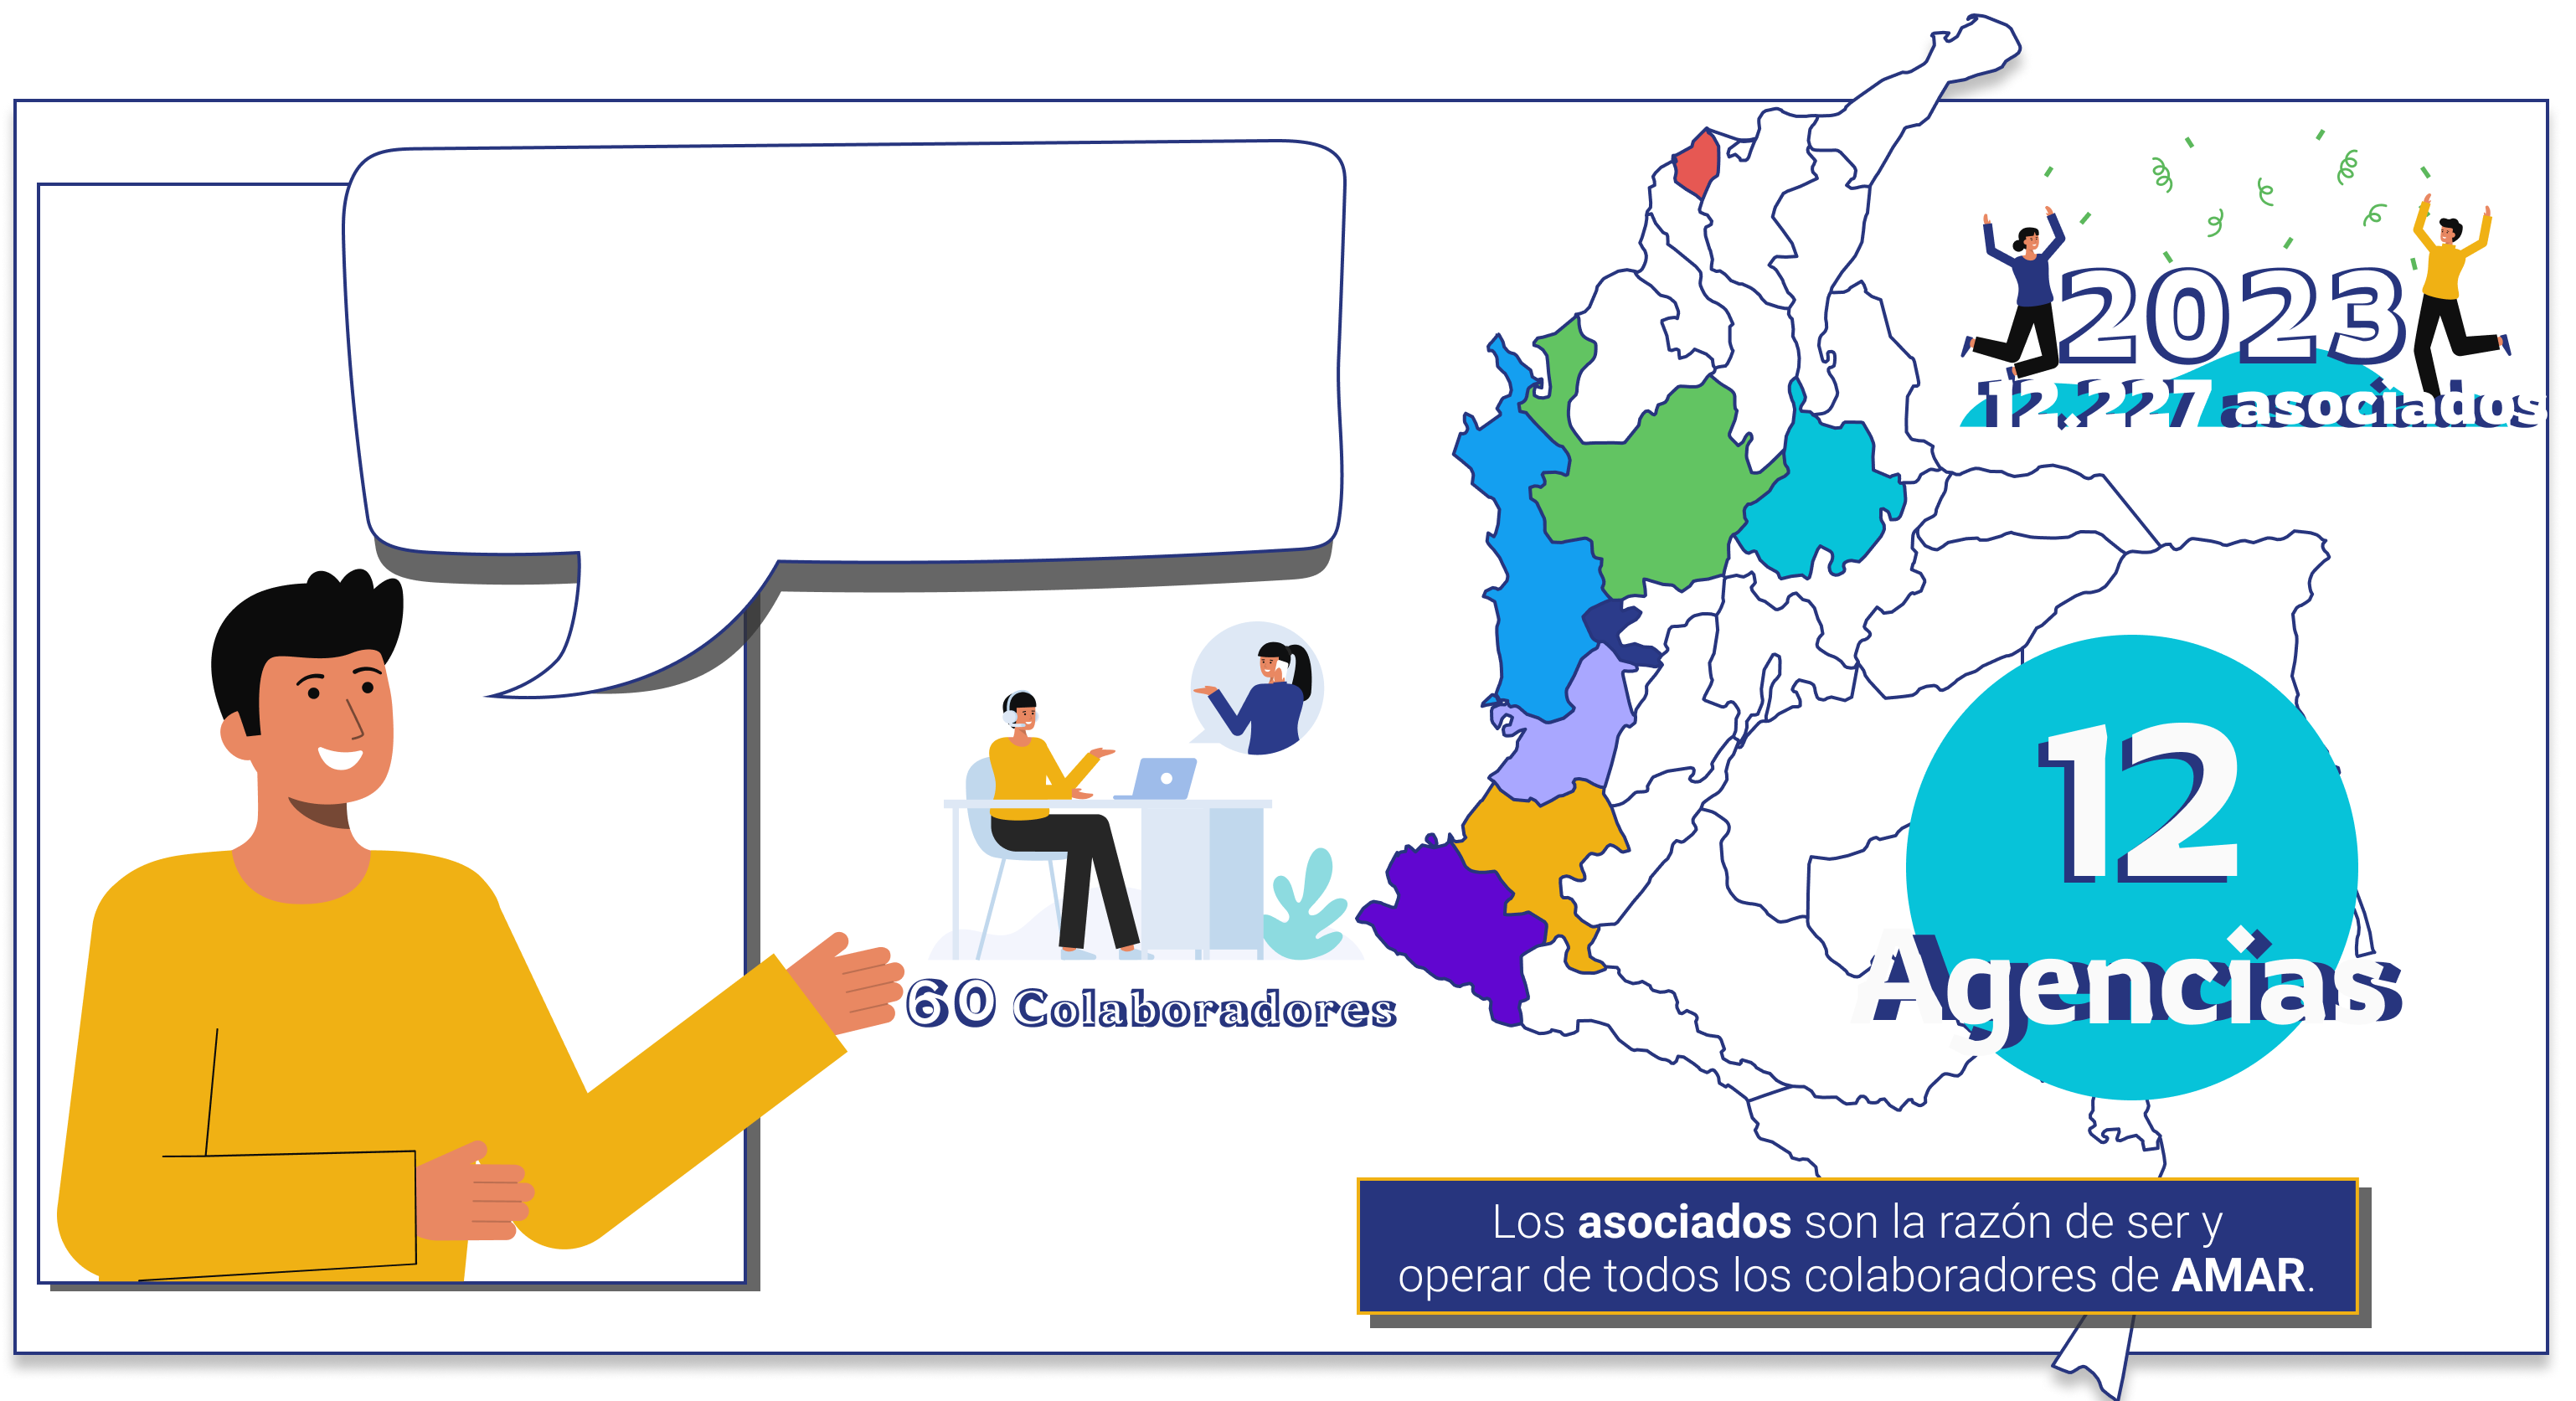 2023
12.227 asociados
12
Agencias
60 Colaboradores
Los asociados son la razón de ser y
operar de todos los colaboradores de AMAR.